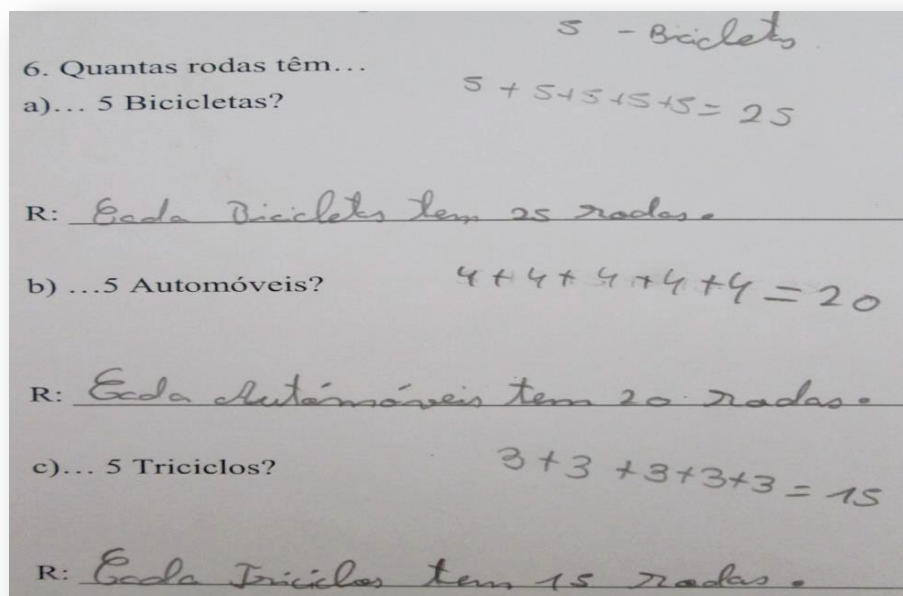 5 - Bicicletas
6. Quantas rodas têm...
a)... 5 Bicicletas?
5 + 5 + 5 + 5 + 5 = 25
R: Cada Bicicletas tem 25 rodas.
b) ...5 Automóveis?
4 + 4 + 4 + 4 + 4 = 20
R: Cada Autómóveis tem 20 rodas.
c)... 5 Triciclos?
3 + 3 + 3 + 3 + 3 = 15
R: Cada Triciclos tem 15 rodas.